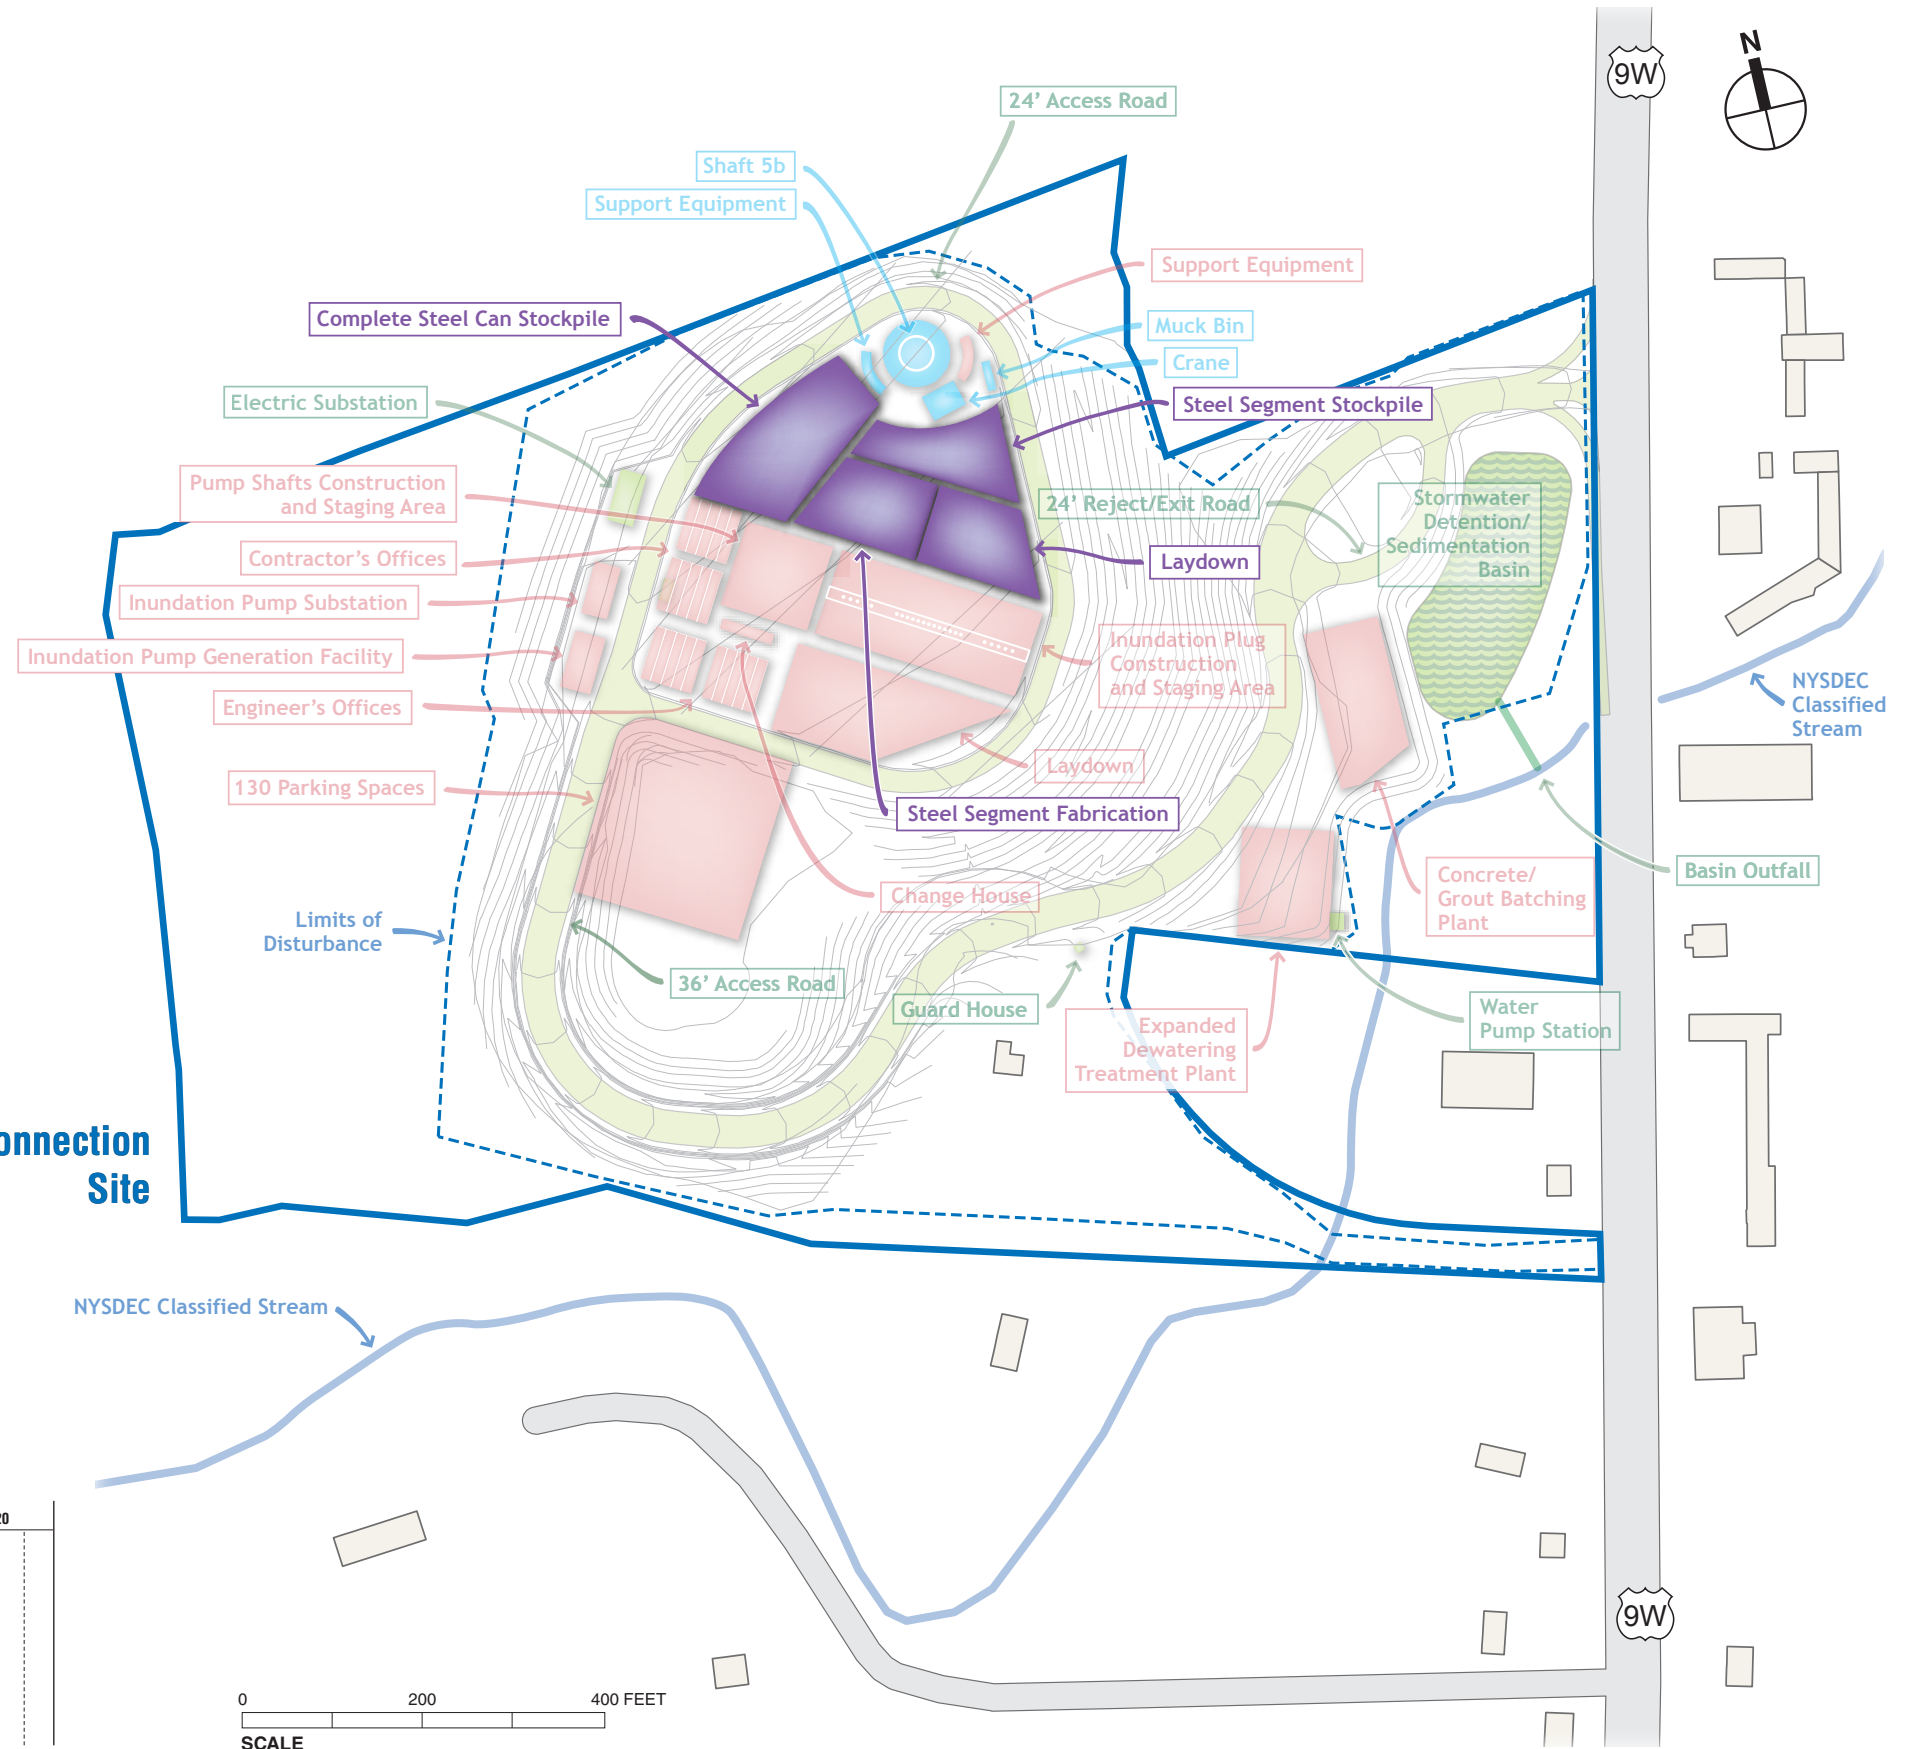 9W
N
24’ Access Road
Shaft 5b
Support Equipment
Support Equipment
Complete Steel Can Stockpile
Muck Bin
Crane
Electric Substation
Steel Segment Stockpile
Pump Shafts Construction
and Staging Area
24’ Reject/Exit Road
Stormwater
Detention/
Sedimentation
Basin
Contractor’s Offices
Laydown
Inundation Pump Substation
Inundation Plug
Construction
and Staging Area
Inundation Pump Generation Facility
NYSDEC
Classified
Stream
Engineer’s Offices
Laydown
130 Parking Spaces
Steel Segment Fabrication
Change House
Concrete/
Grout Batching
Plant
Basin Outfall
Limits of
Disturbance
36’ Access Road
Guard House
Water
Pump Station
Expanded
Dewatering
Treatment Plant
onnection
Site
NYSDEC Classified Stream
20
9W
0 200 400 FEET
SCALE